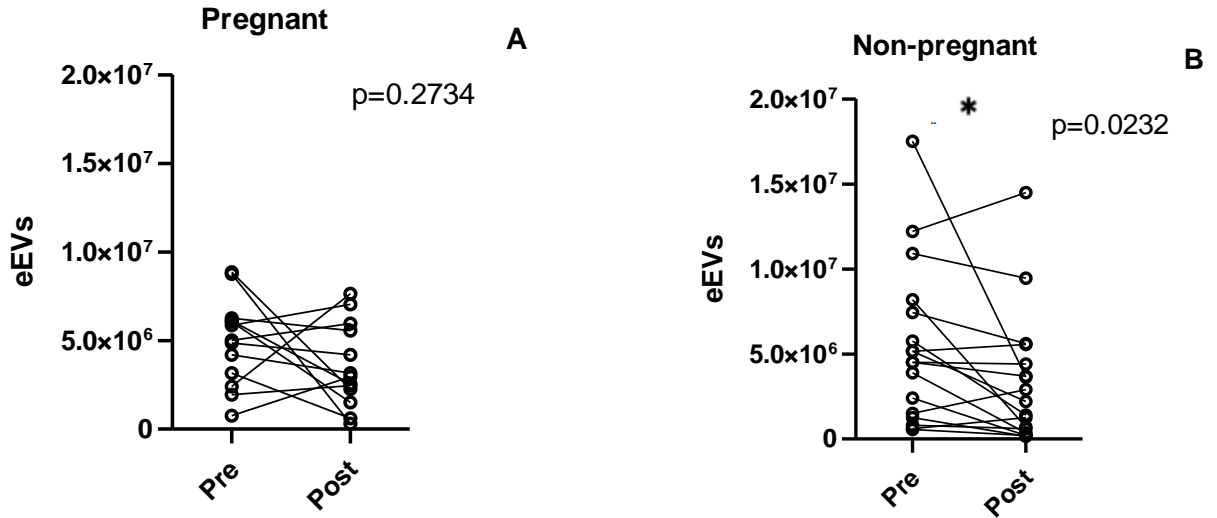 Pregnant
A
p=0.2734
2.0×10⁷
1.5×10⁷
1.0×10⁷
5.0×10⁶
0
eEVs
Pre
Post
Non-pregnant
B
*
p=0.0232
2.0×10⁷
1.5×10⁷
1.0×10⁷
5.0×10⁶
0
eEVs
Pre
Post